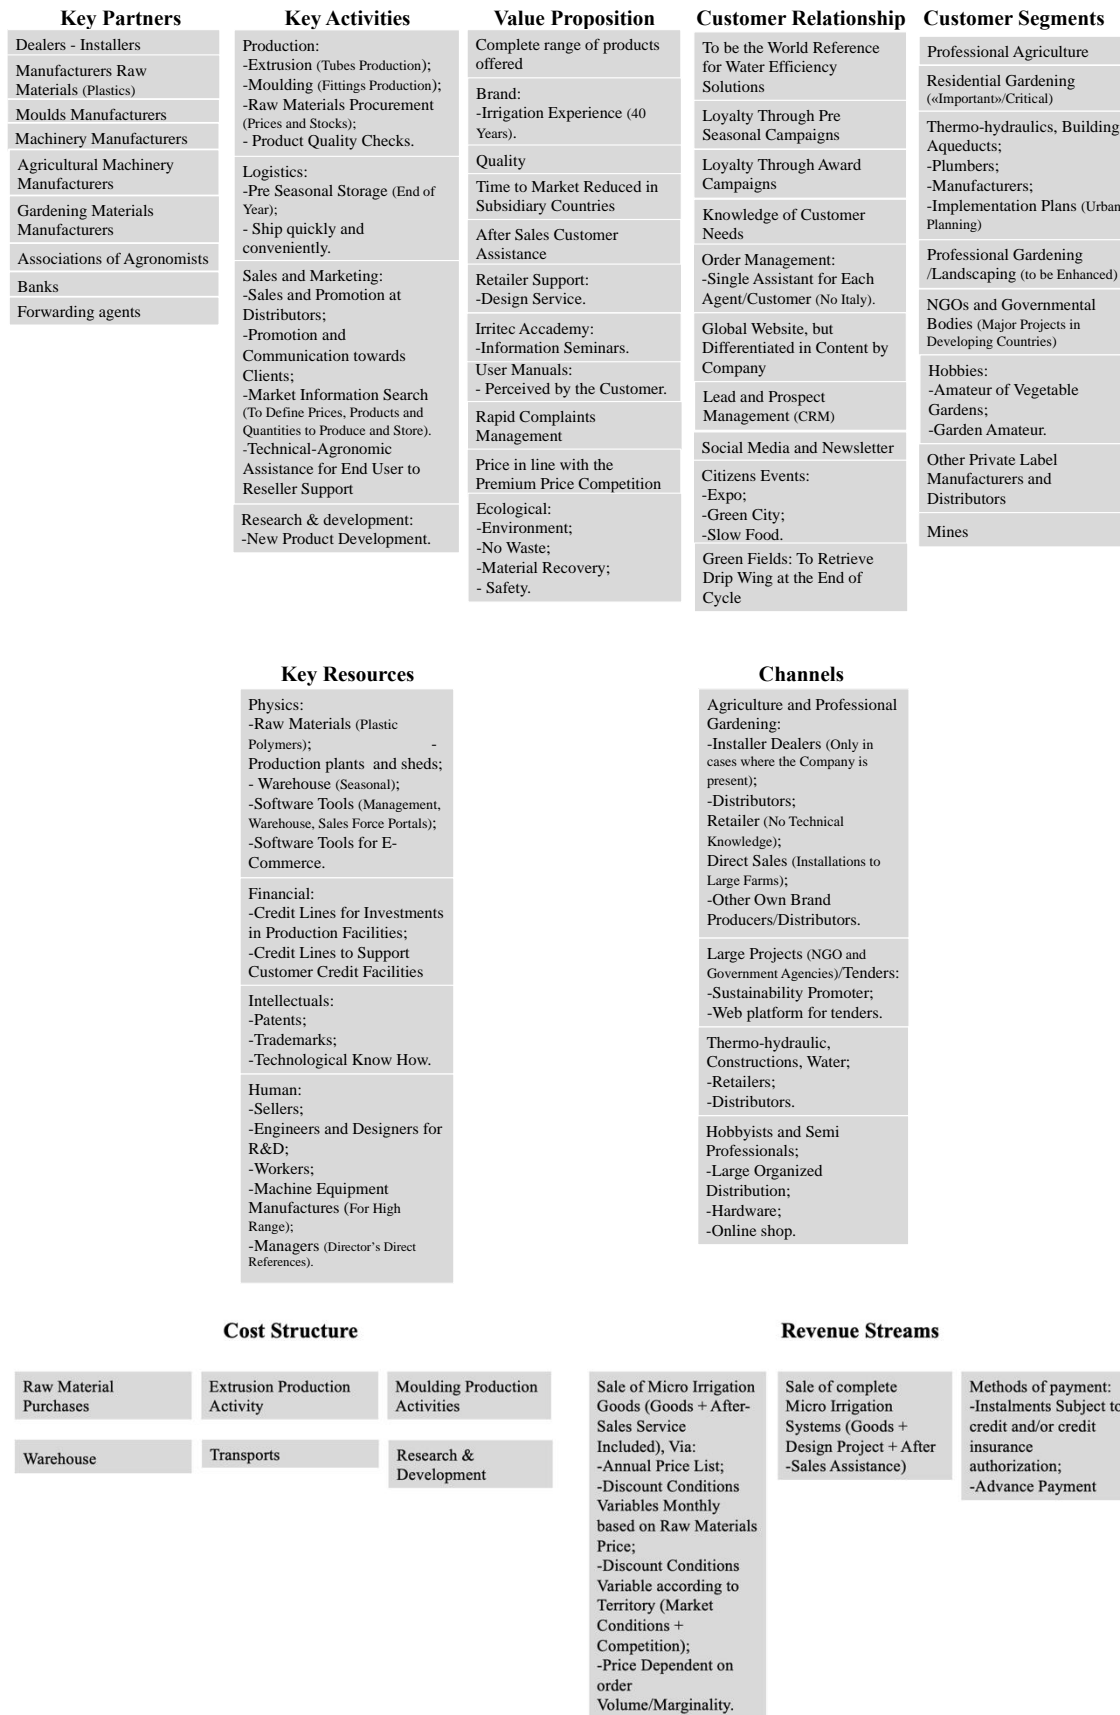 Key Partners
Dealers - Installers
Manufacturers Raw
Materials (Plastics)
Moulds Manufacturers
Machinery Manufacturers
Agricultural Machinery
Manufacturers
Gardening Materials
Manufacturers
Associations of Agronomists
Banks
Forwarding agents
Key Activities
Production:
-Extrusion (Tubes Production);
-Moulding (Fittings Production);
-Raw Materials Procurement
(Prices and Stocks);
- Product Quality Checks.
Logistics:
-Pre Seasonal Storage (End of
Year);
- Ship quickly and
conveniently.
Sales and Marketing:
-Sales and Promotion at
Distributors;
-Promotion and
Communication towards
Clients;
-Market Information Search
(To Define Prices, Products and
Quantities to Produce and Store).
-Technical-Agronomic
Assistance for End User to
Reseller Support
Research & development:
-New Product Development.
Value Proposition
Complete range of products
offered
Brand:
-Irrigation Experience (40
Years).
Quality
Time to Market Reduced in
Subsidiary Countries
After Sales Customer
Assistance
Retailer Support:
-Design Service.
Irritec Accademy:
-Information Seminars.
User Manuals:
- Perceived by the Customer.
Rapid Complaints
Management
Price in line with the
Premium Price Competition
Ecological:
-Environment;
-No Waste;
-Material Recovery;
- Safety.
Customer Relationship
To be the World Reference
for Water Efficiency
Solutions
Loyalty Through Pre
Seasonal Campaigns
Loyalty Through Award
Campaigns
Knowledge of Customer
Needs
Order Management:
-Single Assistant for Each
Agent/Customer (No Italy).
Global Website, but
Differentiated in Content by
Company
Lead and Prospect
Management (CRM)
Social Media and Newsletter
Citizens Events:
-Expo;
-Green City;
-Slow Food.
Green Fields: To Retrieve
Drip Wing at the End of
Cycle
Customer Segments
Professional Agriculture
Residential Gardening
(«Important»/Critical)
Thermo-hydraulics, Building
Aqueducts;
-Plumbers;
-Manufacturers;
-Implementation Plans (Urban
Planning)
Professional Gardening
/Landscaping (to be Enhanced)
NGOs and Governmental
Bodies (Major Projects in
Developing Countries)
Hobbies:
-Amateur of Vegetable
Gardens;
-Garden Amateur.
Other Private Label
Manufacturers and
Distributors
Mines
Key Resources
Physics:
-Raw Materials (Plastic
Polymers); -
Production plants and sheds;
- Warehouse (Seasonal);
-Software Tools (Management,
Warehouse, Sales Force Portals);
-Software Tools for E-
Commerce.
Financial:
-Credit Lines for Investments
in Production Facilities;
-Credit Lines to Support
Customer Credit Facilities
Intellectuals:
-Patents;
-Trademarks;
-Technological Know How.
Human:
-Sellers;
-Engineers and Designers for
R&D;
-Workers;
-Machine Equipment
Manufactures (For High
Range);
-Managers (Director's Direct
References).
Channels
Agriculture and Professional
Gardening:
-Installer Dealers (Only in
cases where the Company is
present);
-Distributors;
Retailer (No Technical
Knowledge);
Direct Sales (Installations to
Large Farms);
-Other Own Brand
Producers/Distributors.
Large Projects (NGO and
Government Agencies)/Tenders:
-Sustainability Promoter;
-Web platform for tenders.
Thermo-hydraulic,
Constructions, Water;
-Retailers;
-Distributors.
Hobbyists and Semi
Professionals;
-Large Organized
Distribution;
-Hardware;
-Online shop.
Cost Structure
Raw Material
Purchases
Extrusion Production
Activity
Moulding Production
Activities
Warehouse
Transports
Research &
Development
Revenue Streams
Sale of Micro Irrigation
Goods (Goods + After-
Sales Service
Included), Via:
-Annual Price List;
-Discount Conditions
Variables Monthly
based on Raw Materials
Price;
-Discount Conditions
Variable according to
Territory (Market
Conditions +
Competition);
-Price Dependent on
order
Volume/Marginality.
Sale of complete
Micro Irrigation
Systems (Goods +
Design Project + After
-Sales Assistance)
Methods of payment:
-Instalments Subject to
credit and/or credit
insurance
authorization;
-Advance Payment